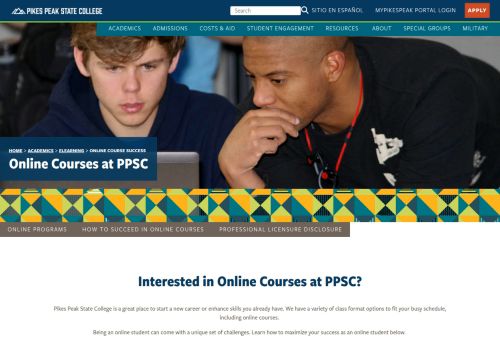 PIKES PEAK STATE COLLEGE
Search
SITIO EN ESPAÑOL
MYPIKESPEAK PORTAL LOGIN
APPLY
ACADEMICS ADMISSIONS COSTS & AID STUDENT ENGAGEMENT RESOURCES ABOUT SPECIAL GROUPS MILITARY
HOME > ACADEMICS > ELEARNING > ONLINE COURSE SUCCESS
Online Courses at PPSC
ONLINE PROGRAMS HOW TO SUCCEED IN ONLINE COURSES PROFESSIONAL LICENSURE DISCLOSURE
Interested in Online Courses at PPSC?
Pikes Peak State College is a great place to start a new career or enhance skills you already have. We have a variety of class format options to fit your busy schedule,
including online courses.
Being an online student can come with a unique set of challenges. Learn how to maximize your success as an online student below.